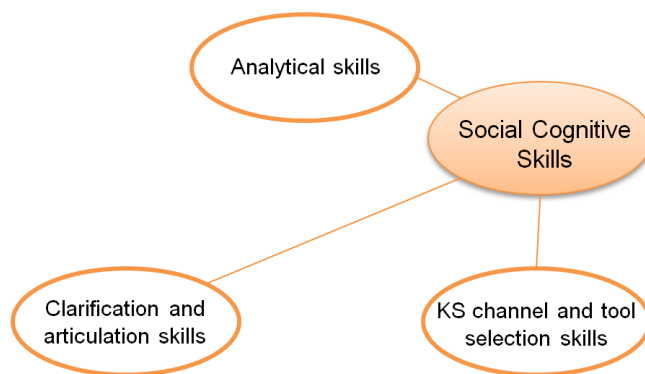 Analytical skills
Social Cognitive
Skills
Clarification and
articulation skills
KS channel and tool
selection skills